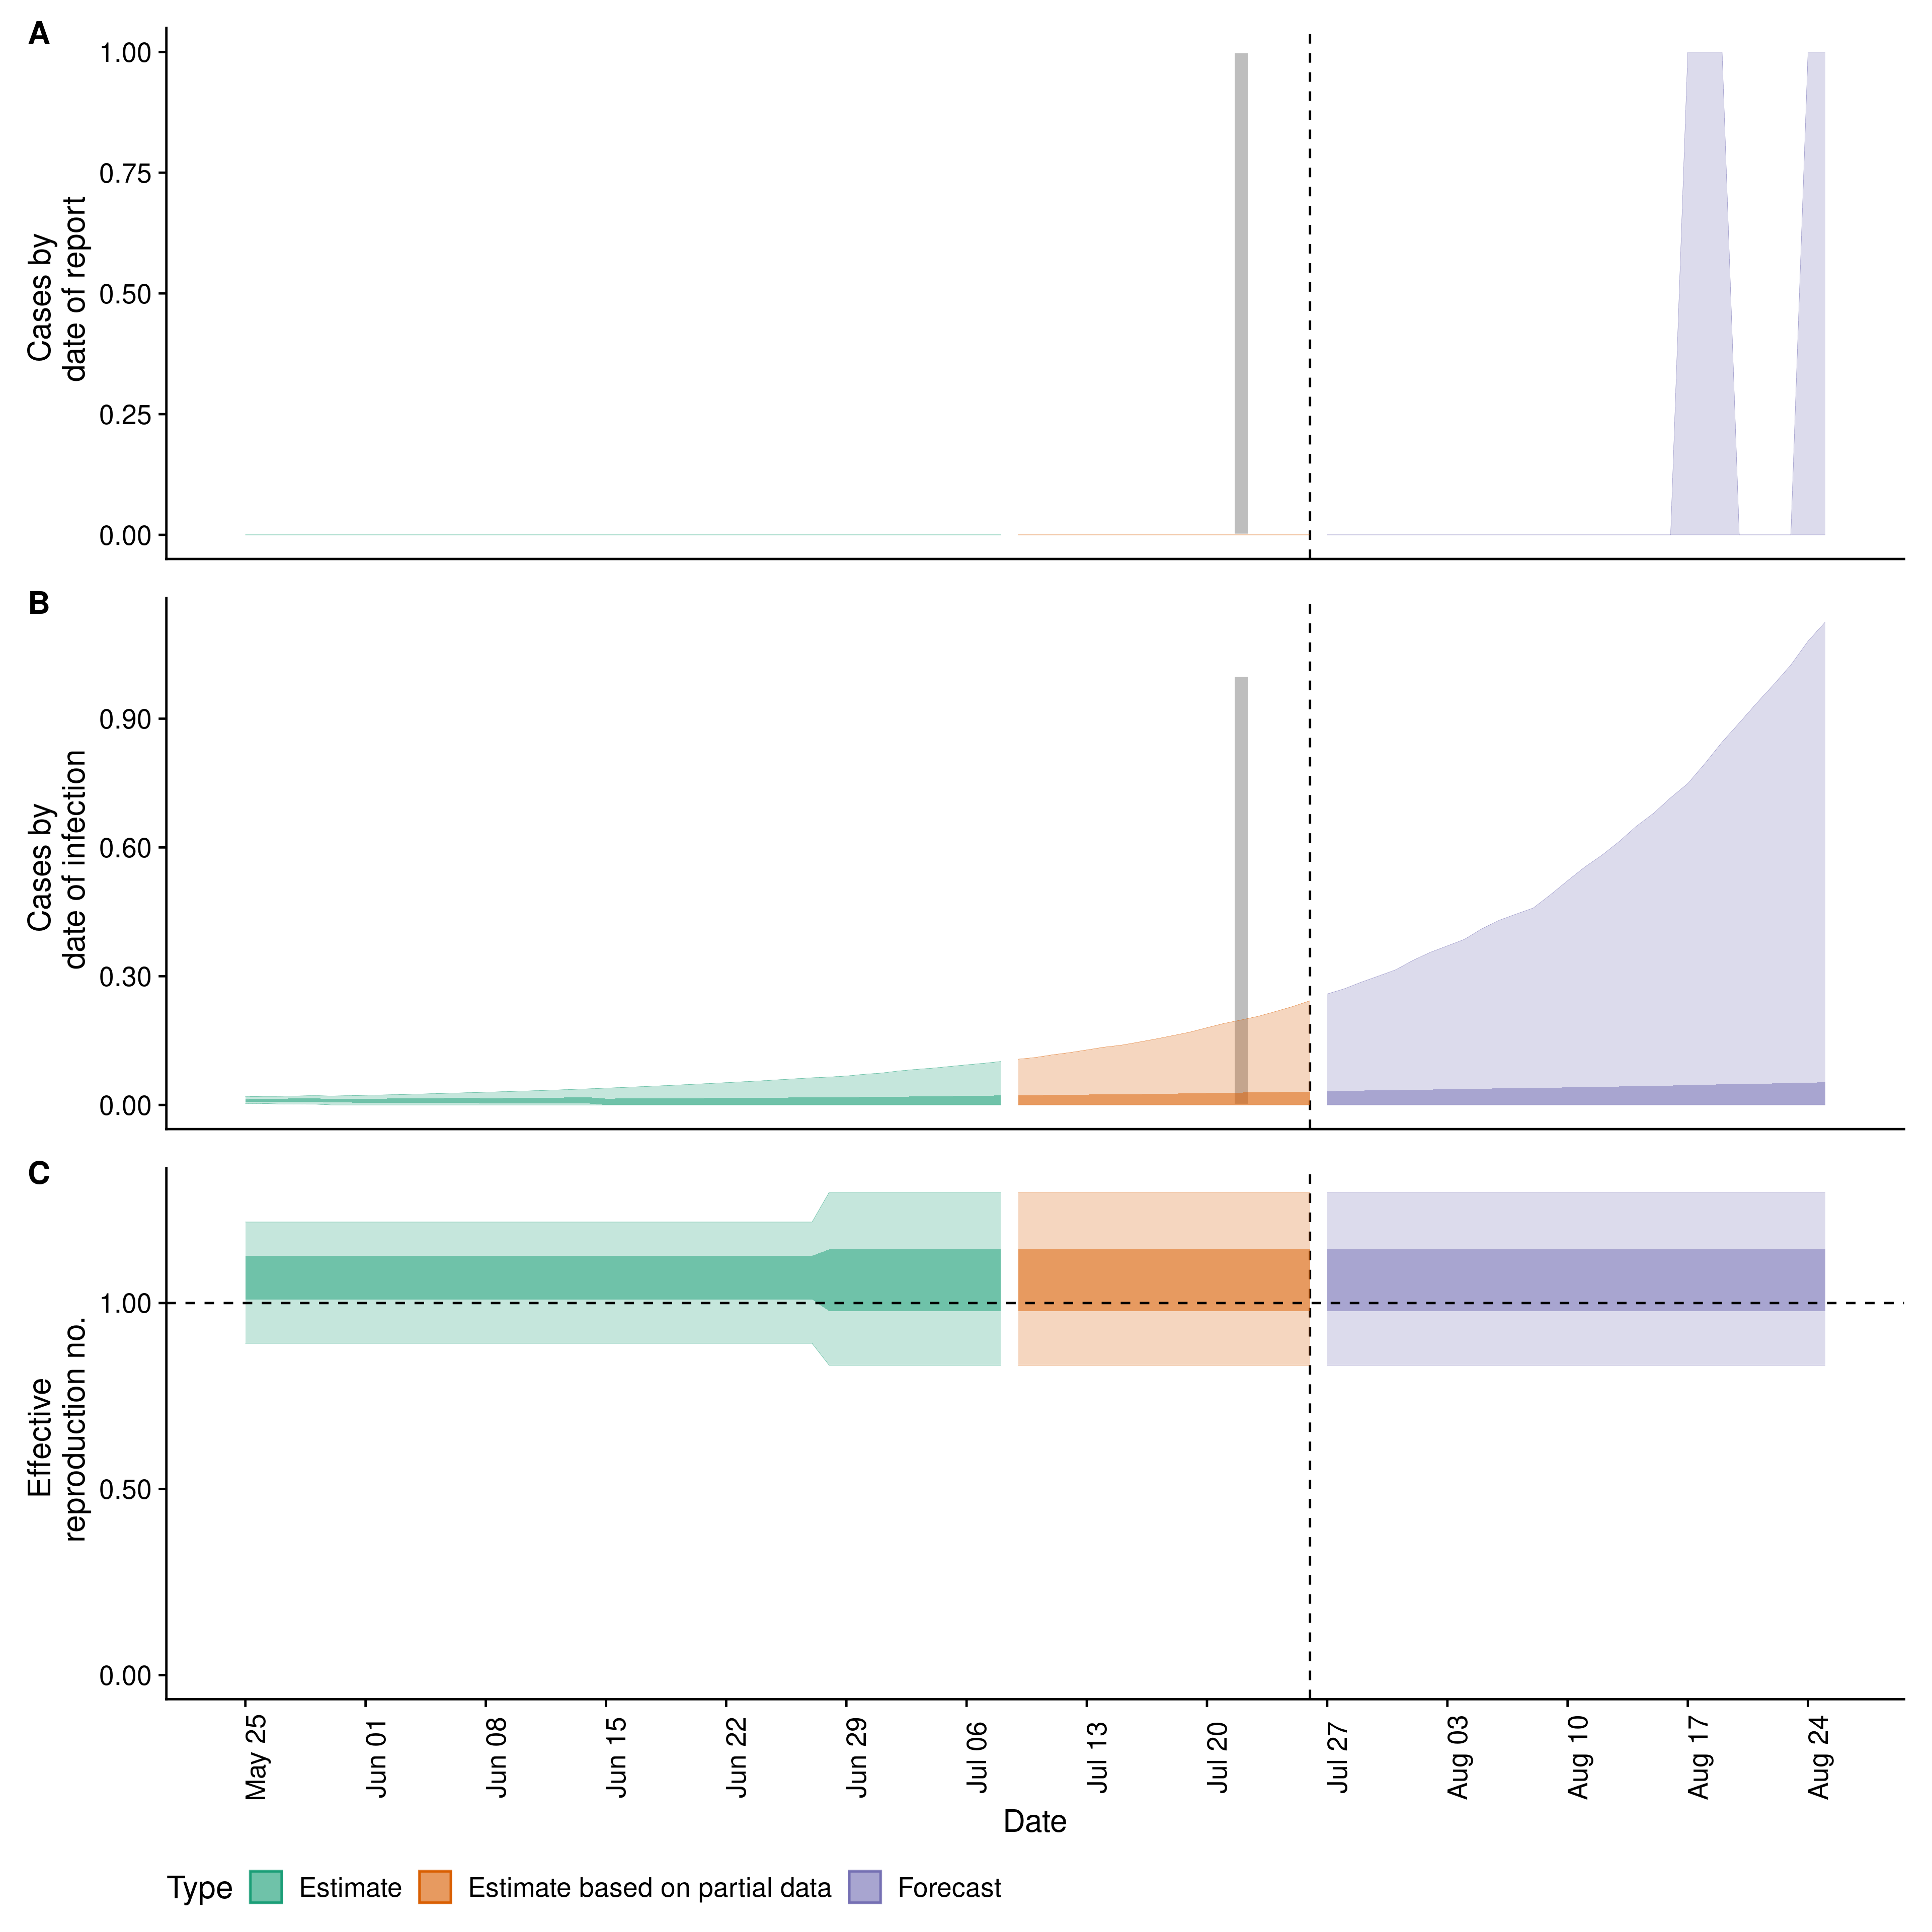 A
1.00
0.75
0.50
0.25
0.00
Cases by
date of report
B
0.90
0.60
0.30
0.00
Cases by
date of infection
C
1.00
0.50
0.00
Effective
reproduction no.
May 25
Jun 01
Jun 08
Jun 15
Jun 22
Jun 29
Jul 06
Jul 13
Jul 20
Jul 27
Aug 03
Aug 10
Aug 17
Aug 24
Date
Type Estimate Estimate based on partial data Forecast